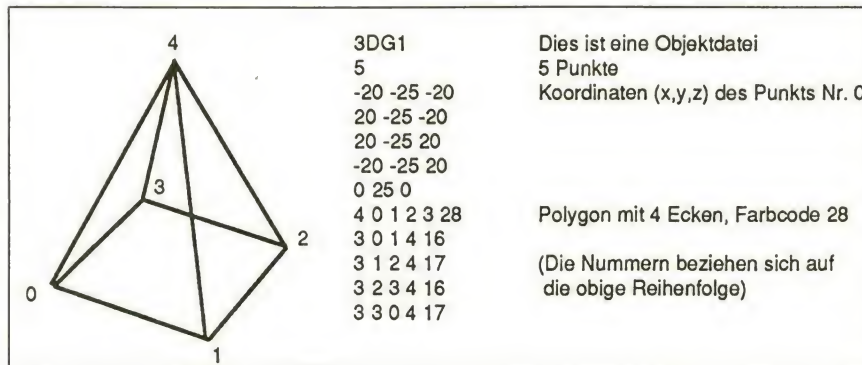 4
3
2
0
1
3DG1 Dies ist eine Objektdatei
5 5 Punkte
-20 -25 -20 Koordinaten (x,y,z) des Punkts Nr. 0
20 -25 -20
20 -25 20
-20 -25 20
0 25 0
4 0 1 2 3 28 Polygon mit 4 Ecken, Farbcode 28
3 0 1 4 16
3 1 2 4 17 (Die Nummern beziehen sich auf
3 2 3 4 16 die obige Reihenfolge)
3 3 0 4 17